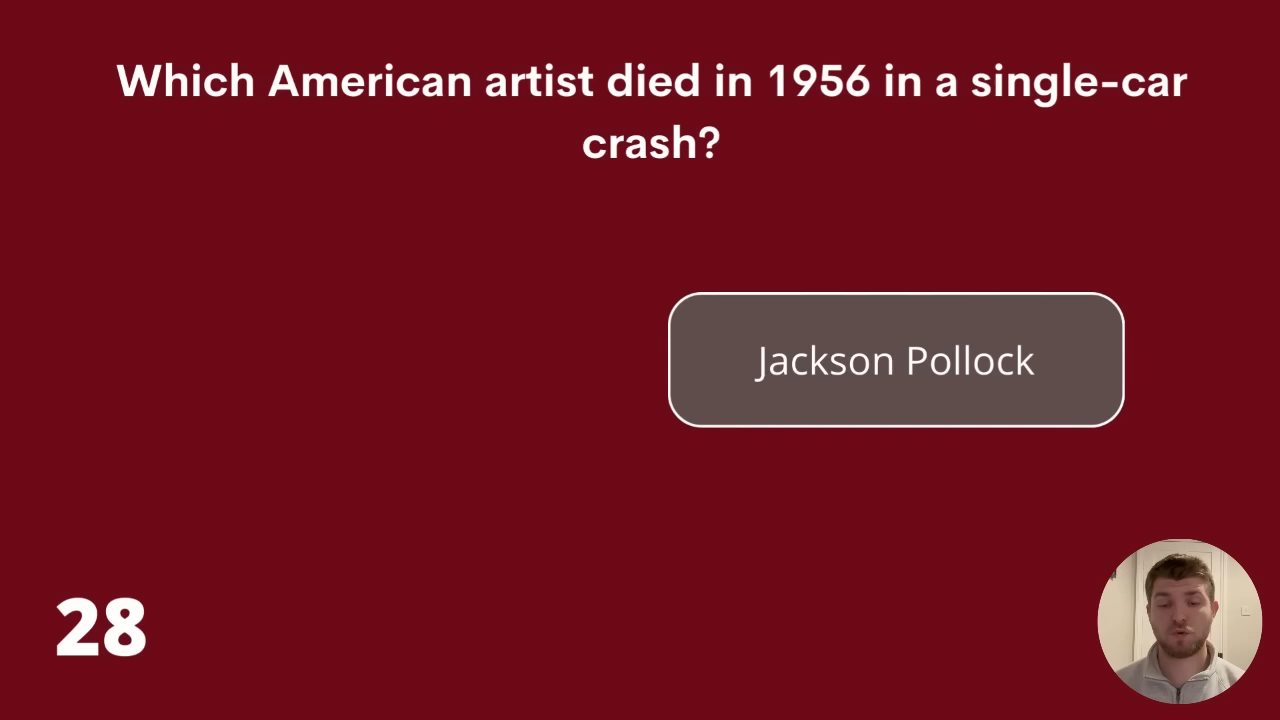 Which American artist died in 1956 in a single-car
crash?
Jackson Pollock
28